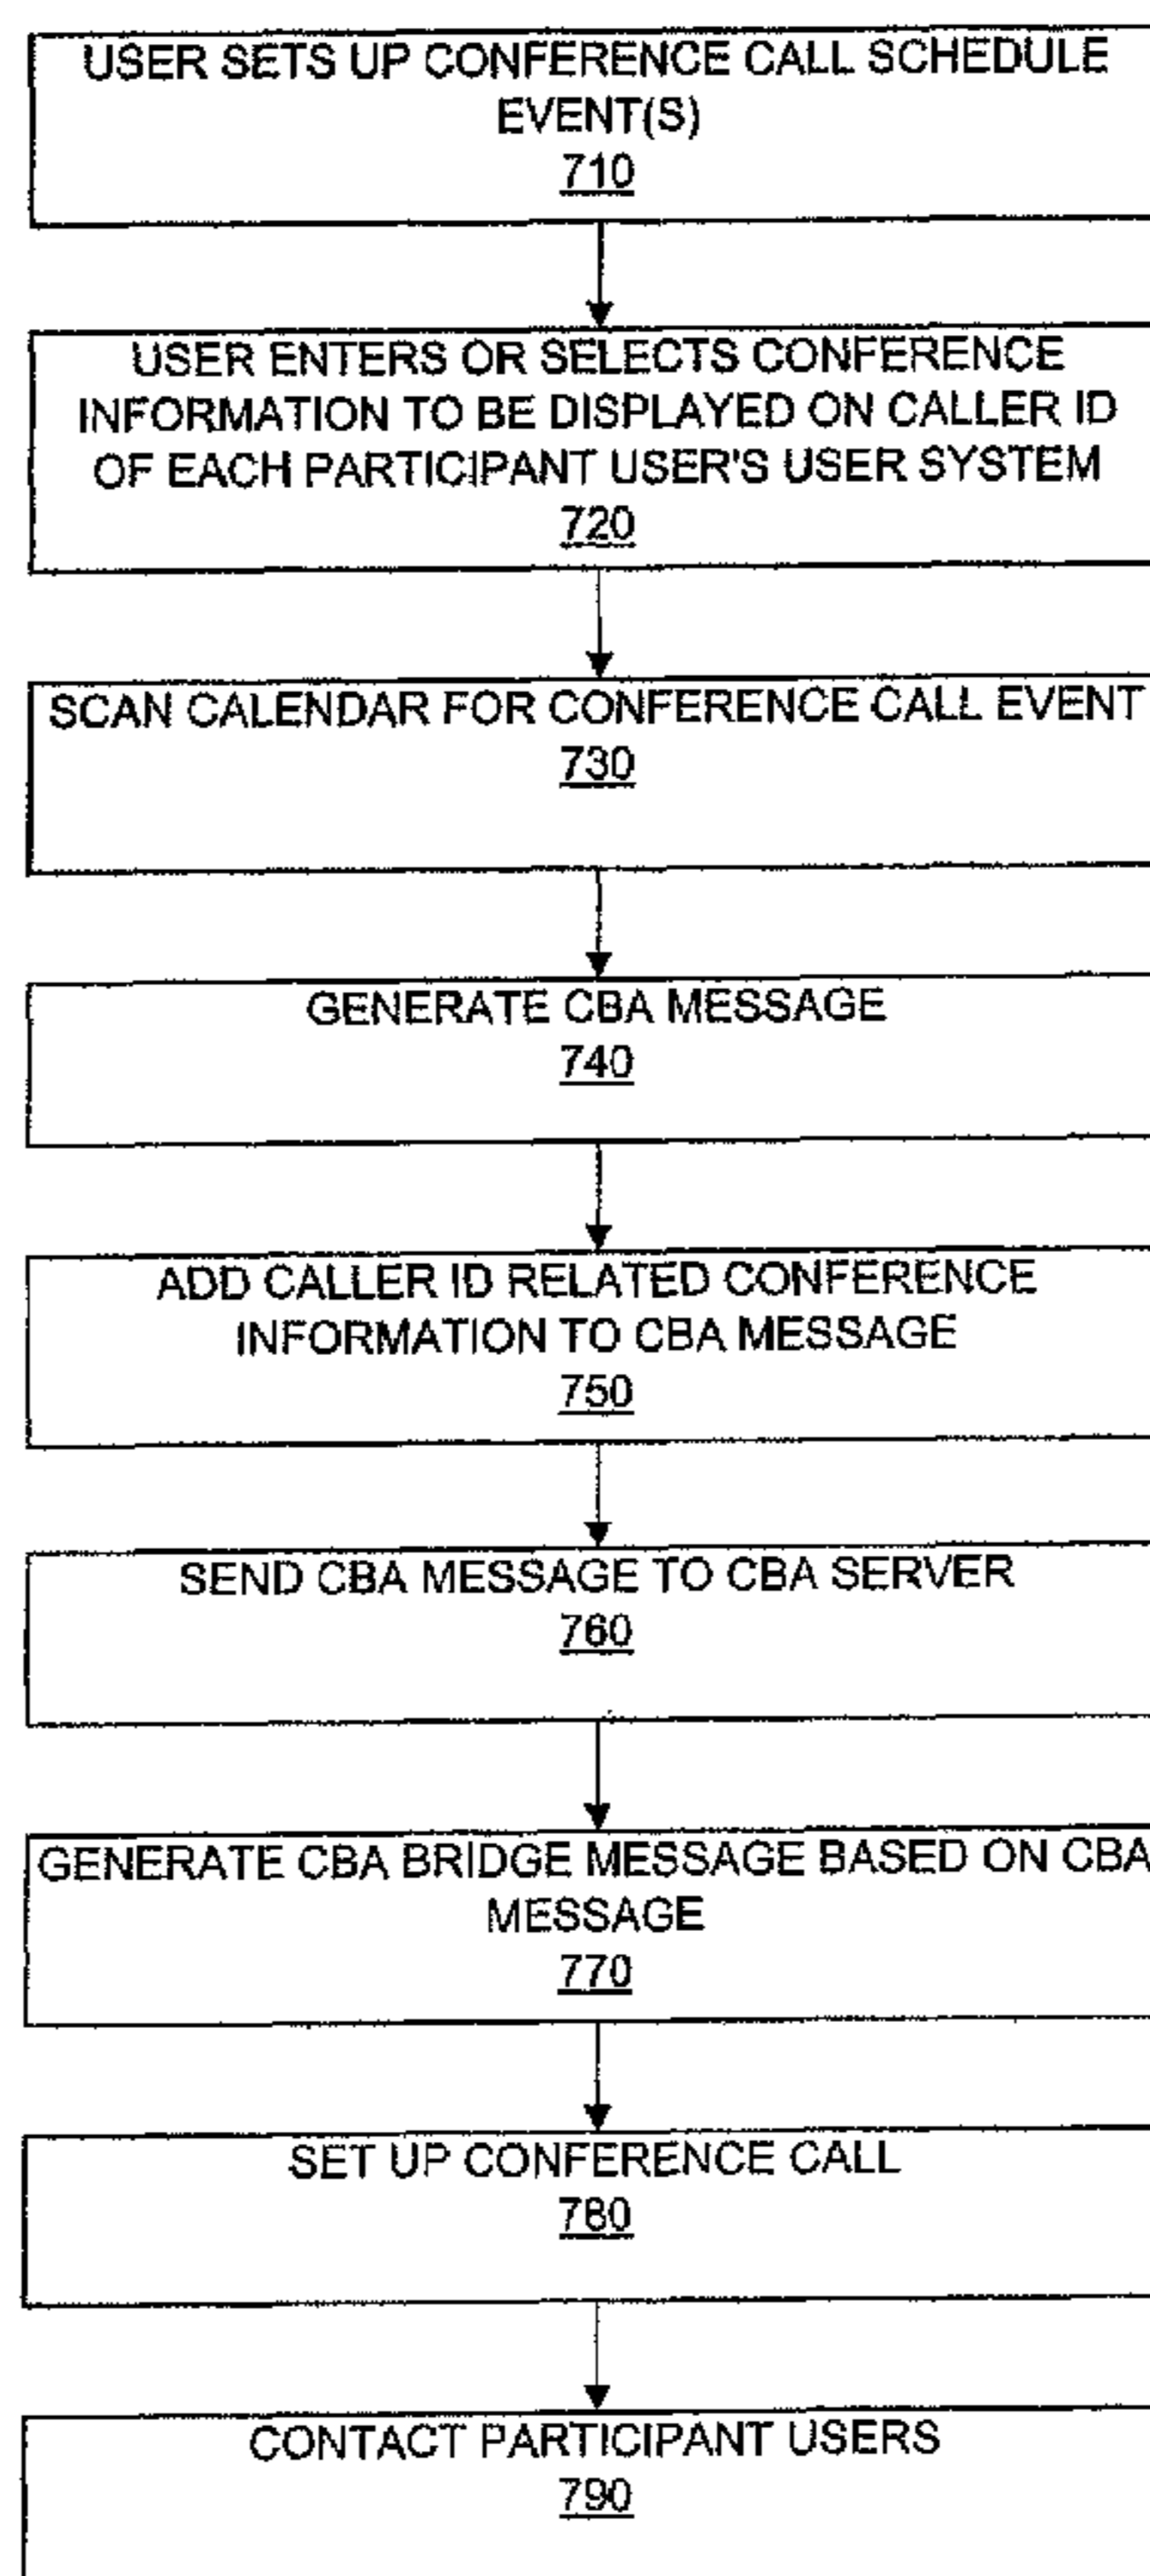 USER SETS UP CONFERENCE CALL SCHEDULE
EVENT(S)
710
USER ENTERS OR SELECTS CONFERENCE
INFORMATION TO BE DISPLAYED ON CALLER ID
OF EACH PARTICIPANT USER'S USER SYSTEM
720
SCAN CALENDAR FOR CONFERENCE CALL EVENT
730
GENERATE CBA MESSAGE
740
ADD CALLER ID RELATED CONFERENCE
INFORMATION TO CBA MESSAGE
750
SEND CBA MESSAGE TO CBA SERVER
760
GENERATE CBA BRIDGE MESSAGE BASED ON CBA
MESSAGE
770
SET UP CONFERENCE CALL
780
CONTACT PARTICIPANT USERS
790